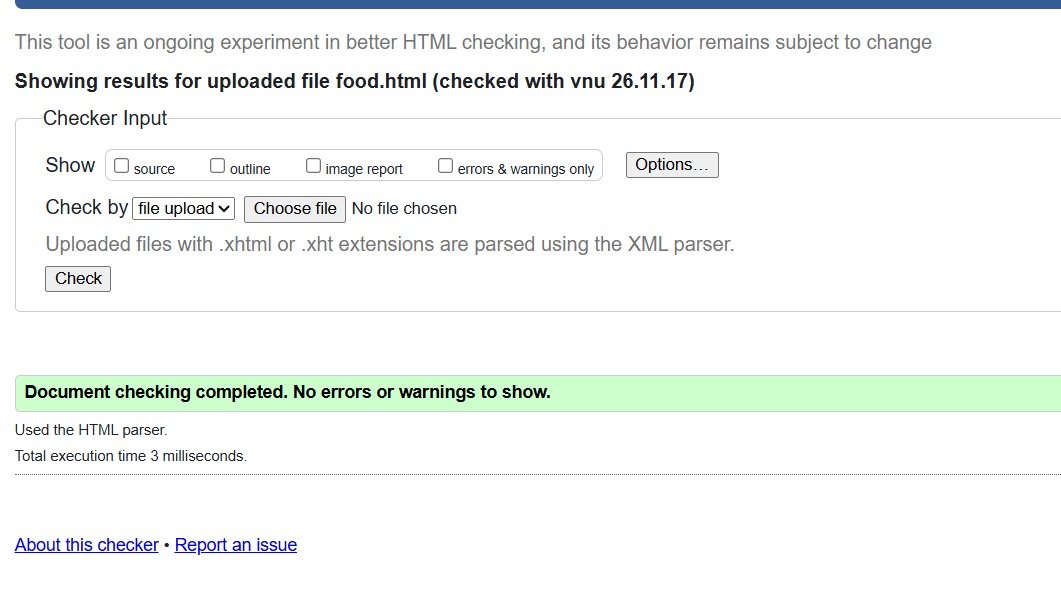 This tool is an ongoing experiment in better HTML checking, and its behavior remains subject to change
Showing results for uploaded file food.html (checked with vnu 26.11.17)
Checker Input
Show source outline image report errors & warnings only Options...
Check by file upload Choose file No file chosen
Uploaded files with .xhtml or .xht extensions are parsed using the XML parser.
Check
Document checking completed. No errors or warnings to show.
Used the HTML parser.
Total execution time 3 milliseconds.
About this checker • Report an issue